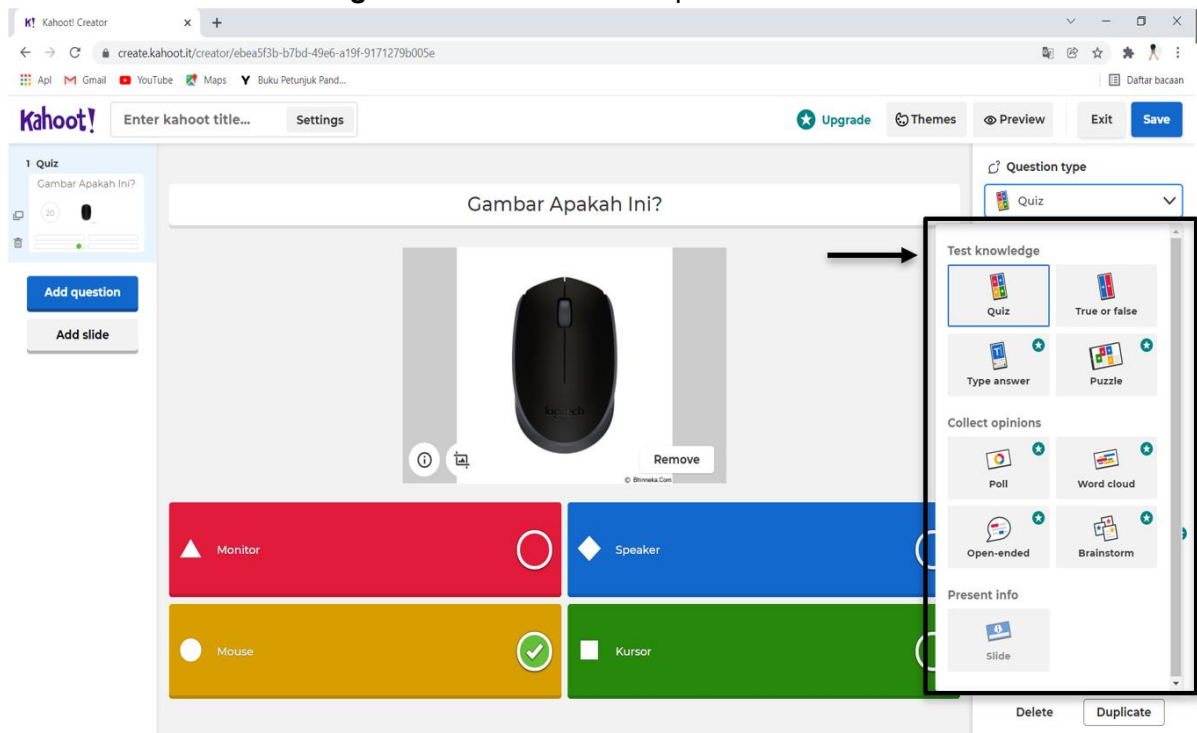 Kahoot! Creator
create.kahoot.it/creator/ebea5f3b-b7bd-49e6-a19f-9171279b005e
Apl Gmail YouTube Maps Buku Petunjuk Pand... Daftar bacaan
Kahoot! Enter kahoot title... Settings Upgrade Themes Preview Exit Save
1 Quiz
Gambar Apakah Ini?
20
Add question
Add slide
Gambar Apakah Ini?
logitech
Remove
© Bhinneka.Com
Monitor
Speaker
Mouse
Kursor
Question type
Quiz
Test knowledge
Quiz True or false
Type answer Puzzle
Collect opinions
Poll Word cloud
Open-ended Brainstorm
Present info
Slide
Delete Duplicate